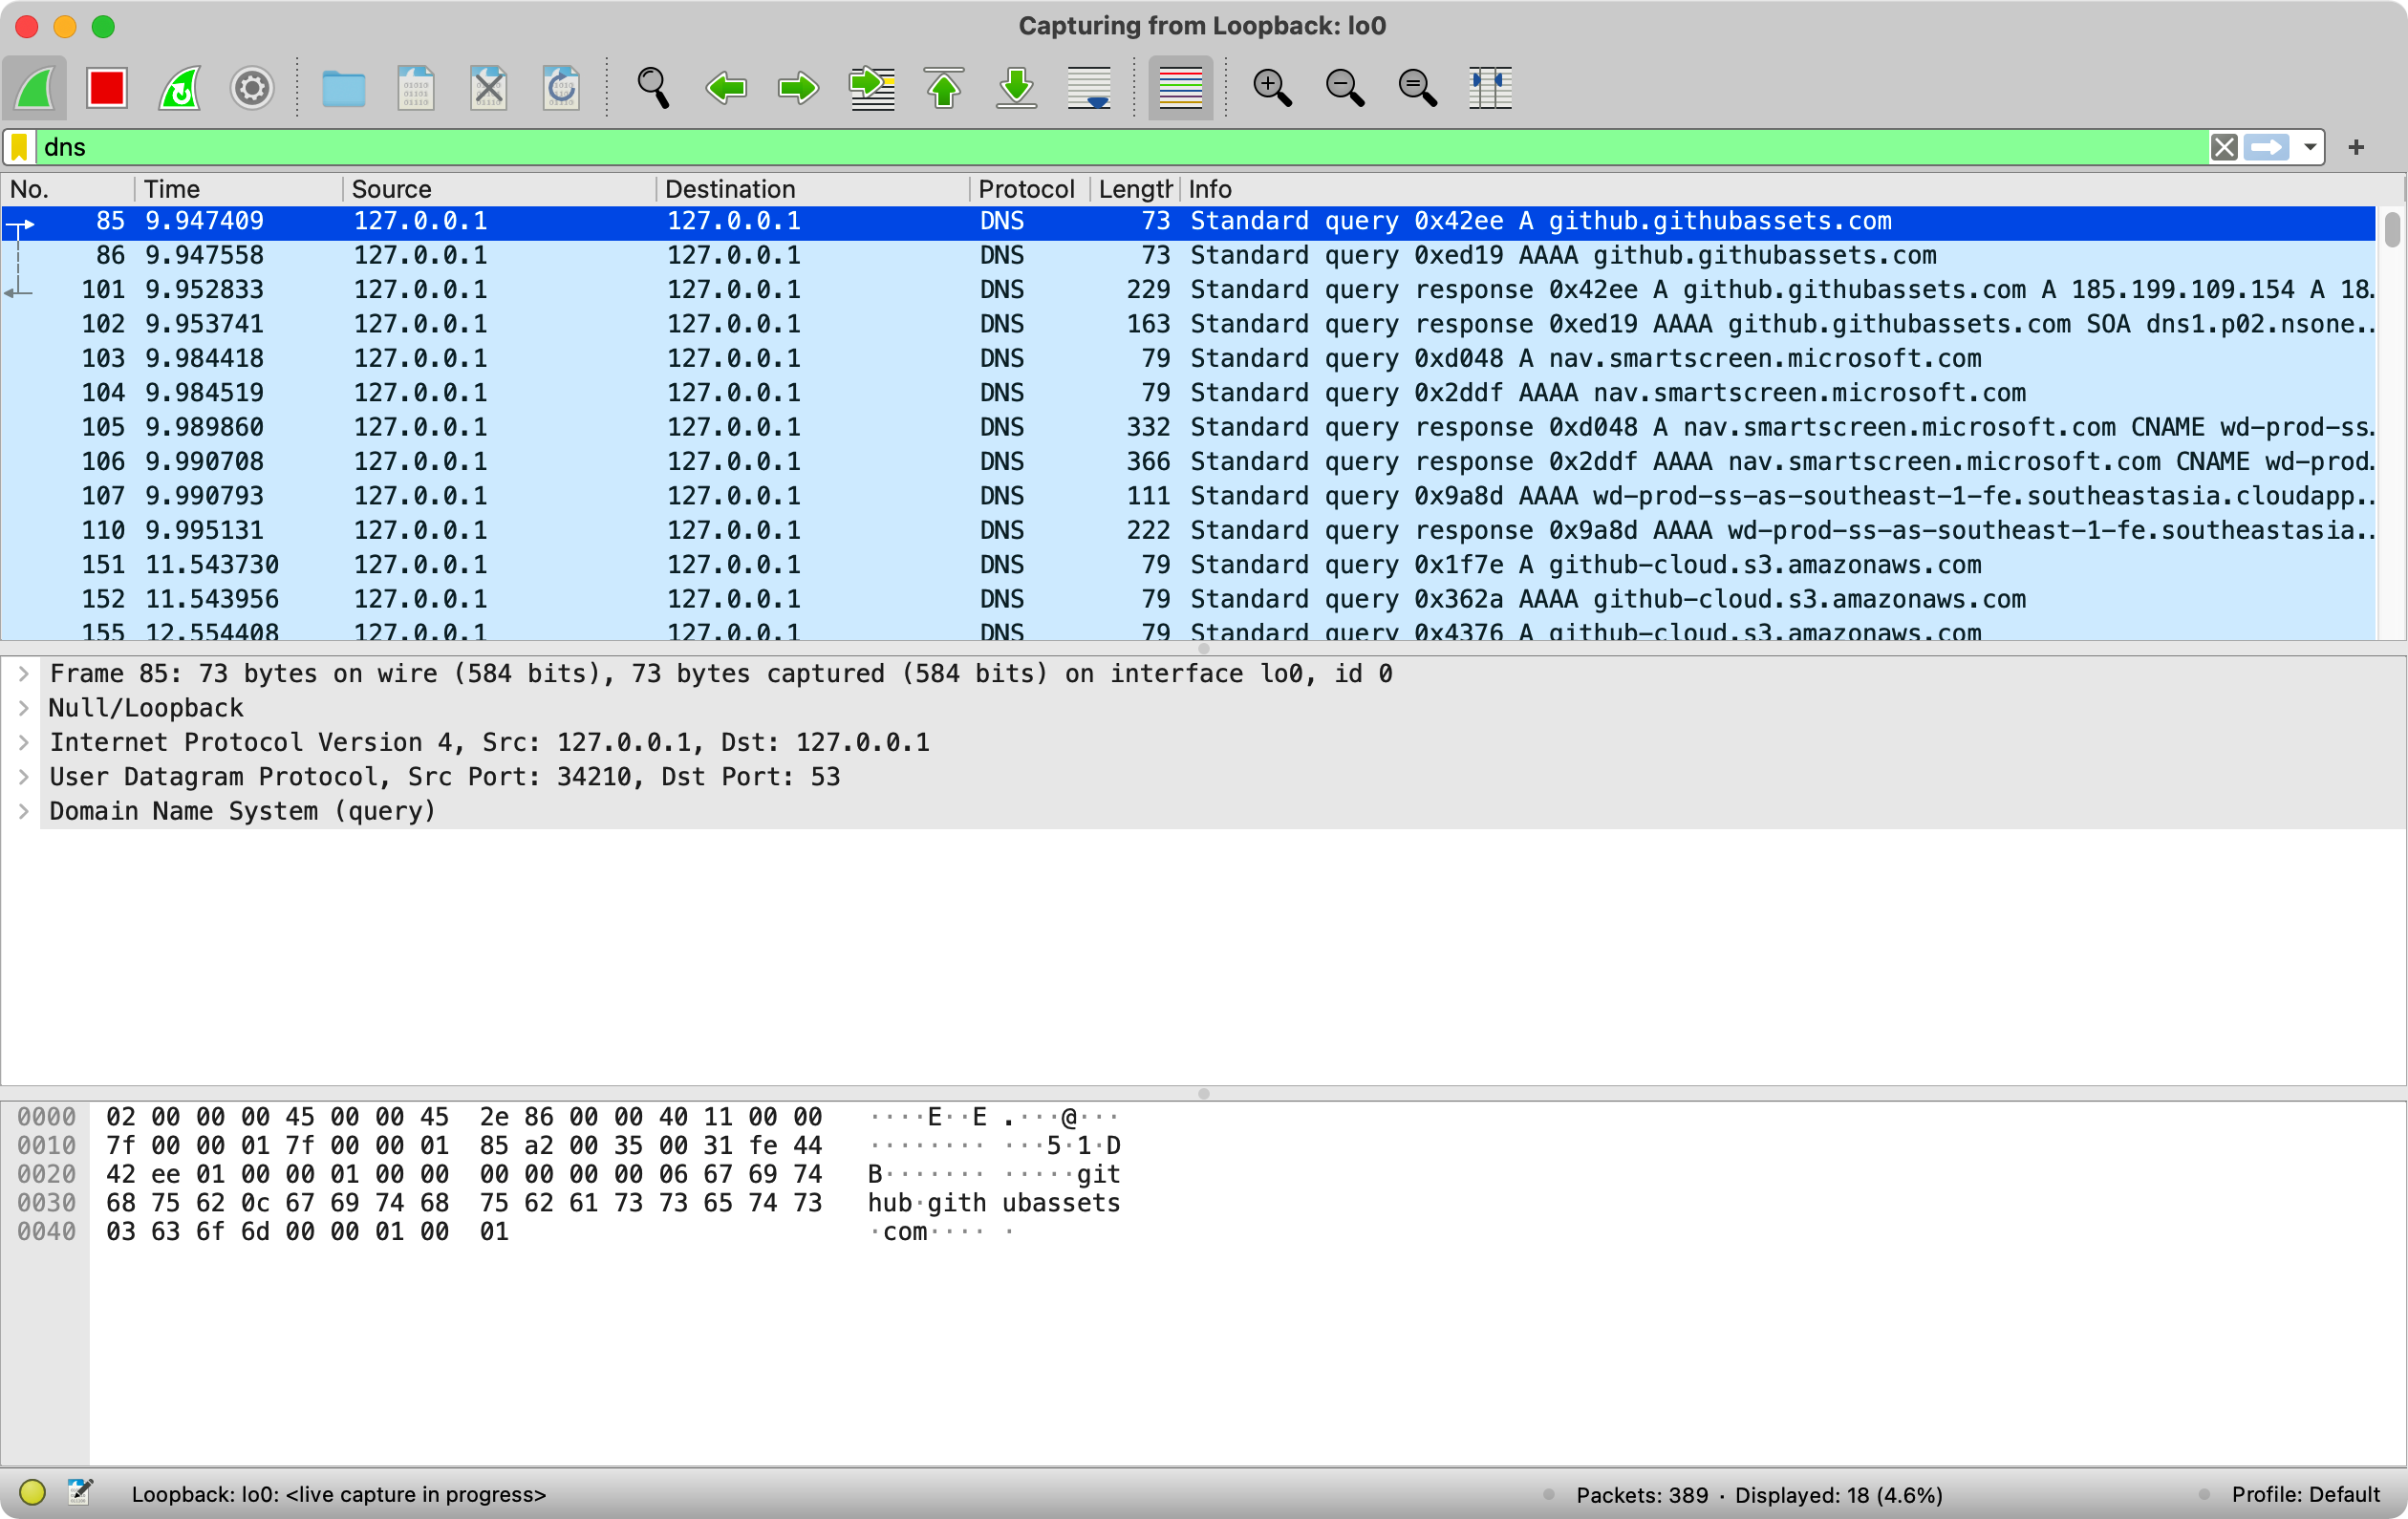 Capturing from Loopback: lo0
dns
No. Time Source Destination Protocol Length Info
85 9.947409 127.0.0.1 127.0.0.1 DNS 73 Standard query 0x42ee A github.githubassets.com
86 9.947558 127.0.0.1 127.0.0.1 DNS 73 Standard query 0xed19 AAAA github.githubassets.com
101 9.952833 127.0.0.1 127.0.0.1 DNS 229 Standard query response 0x42ee A github.githubassets.com A 185.199.109.154 A 18.
102 9.953741 127.0.0.1 127.0.0.1 DNS 163 Standard query response 0xed19 AAAA github.githubassets.com SOA dns1.p02.nsone..
103 9.984418 127.0.0.1 127.0.0.1 DNS 79 Standard query 0xd048 A nav.smartscreen.microsoft.com
104 9.984519 127.0.0.1 127.0.0.1 DNS 79 Standard query 0x2ddf AAAA nav.smartscreen.microsoft.com
105 9.989860 127.0.0.1 127.0.0.1 DNS 332 Standard query response 0xd048 A nav.smartscreen.microsoft.com CNAME wd-prod-ss.
106 9.990708 127.0.0.1 127.0.0.1 DNS 366 Standard query response 0x2ddf AAAA nav.smartscreen.microsoft.com CNAME wd-prod.
107 9.990793 127.0.0.1 127.0.0.1 DNS 111 Standard query 0x9a8d AAAA wd-prod-ss-as-southeast-1-fe.southeastasia.cloudapp..
110 9.995131 127.0.0.1 127.0.0.1 DNS 222 Standard query response 0x9a8d AAAA wd-prod-ss-as-southeast-1-fe.southeastasia..
151 11.543730 127.0.0.1 127.0.0.1 DNS 79 Standard query 0x1f7e A github-cloud.s3.amazonaws.com
152 11.543956 127.0.0.1 127.0.0.1 DNS 79 Standard query 0x362a AAAA github-cloud.s3.amazonaws.com
155 12.554408 127.0.0.1 127.0.0.1 DNS 79 Standard query 0x4376 A github-cloud.s3.amazonaws.com
Frame 85: 73 bytes on wire (584 bits), 73 bytes captured (584 bits) on interface lo0, id 0
Null/Loopback
Internet Protocol Version 4, Src: 127.0.0.1, Dst: 127.0.0.1
User Datagram Protocol, Src Port: 34210, Dst Port: 53
Domain Name System (query)
0000 02 00 00 00 45 00 00 45 2e 86 00 00 40 11 00 00 ····E··E .···@···
0010 7f 00 00 01 7f 00 00 01 85 a2 00 35 00 31 fe 44 ········ ···5·1·D
0020 42 ee 01 00 00 01 00 00 00 00 00 00 06 67 69 74 B······· ·····git
0030 68 75 62 0c 67 69 74 68 75 62 61 73 73 65 74 73 hub·gith ubassets
0040 03 63 6f 6d 00 00 01 00 01 ·com···· ·
Loopback: lo0: <live capture in progress> Packets: 389 · Displayed: 18 (4.6%) Profile: Default